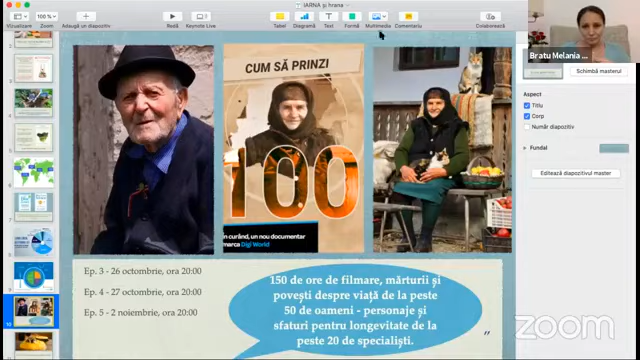 IARNA și hrana
100 %
Vizualizare
Zoom
Adaugă un diapozitiv
Redă
Keynote Live
Tabel
Diagramă
Text
Formă
Multimedia
Comentariu
Colaborează
Bratu Melania ...
Schimbă masterul
Aspect
Titlu
Corp
Număr diapozitiv
Fundal
Editează diapozitivul master
CUM SĂ PRINZI
100
în curând, un nou documentar
marca Digi World
Ep. 3 - 26 octombrie, ora 20:00
Ep. 4 - 27 octombrie, ora 20:00
Ep. 5 - 2 noiembrie, ora 20:00
150 de ore de filmare, mărturii și
povești despre viață de la peste
50 de oameni - personaje și
sfaturi pentru longevitate de la
peste 20 de specialiști.
”
zoom